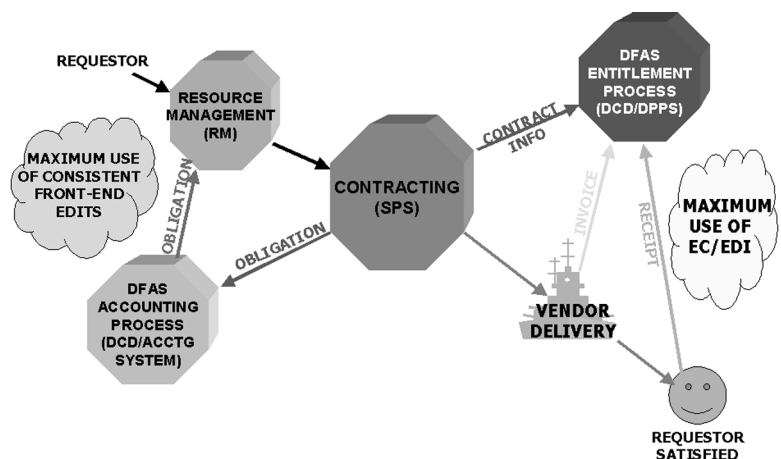 REQUESTOR
RESOURCE
MANAGEMENT
(RM)
MAXIMUM USE
OF CONSISTENT
FRONT-END
EDITS
OBLIGATION
OBLIGATION
DFAS
ACCOUNTING
PROCESS
(DCD/ACCTG
SYSTEM)
CONTRACTING
(SPS)
CONTRACT
INFO
DFAS
ENTITLEMENT
PROCESS
(DCD/DPPS)
INVOICE
RECEIPT
MAXIMUM
USE OF
EC/EDI
VENDOR
DELIVERY
REQUESTOR
SATISFIED